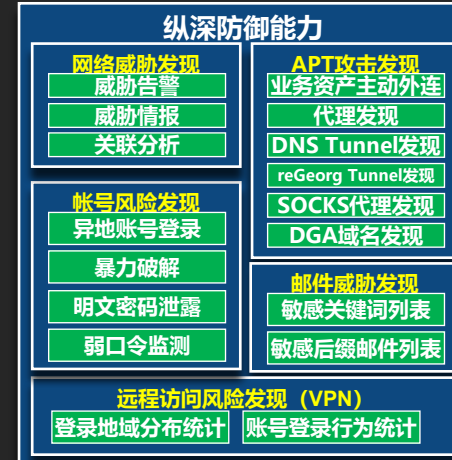 纵深防御能力
网络威胁发现
威胁告警
威胁情报
关联分析
APT攻击发现
业务资产主动外连
代理发现
DNS Tunnel发现
reGeorg Tunnel发现
SOCKS代理发现
DGA域名发现
帐号风险发现
异地账号登录
暴力破解
明文密码泄露
弱口令监测
邮件威胁发现
敏感关键词列表
敏感后缀邮件列表
远程访问风险发现（VPN）
登录地域分布统计 账号登录行为统计